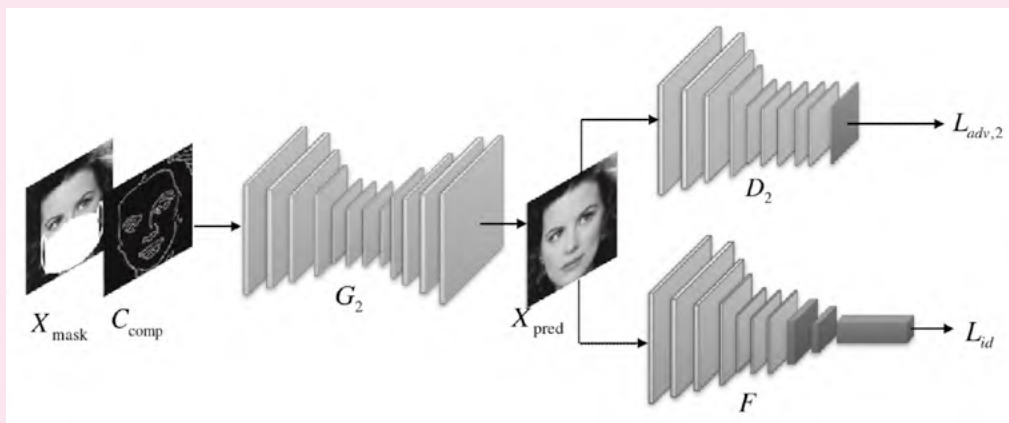 X_mask
C_comp
G_2
X_pred
D_2
L_adv,2
F
L_id